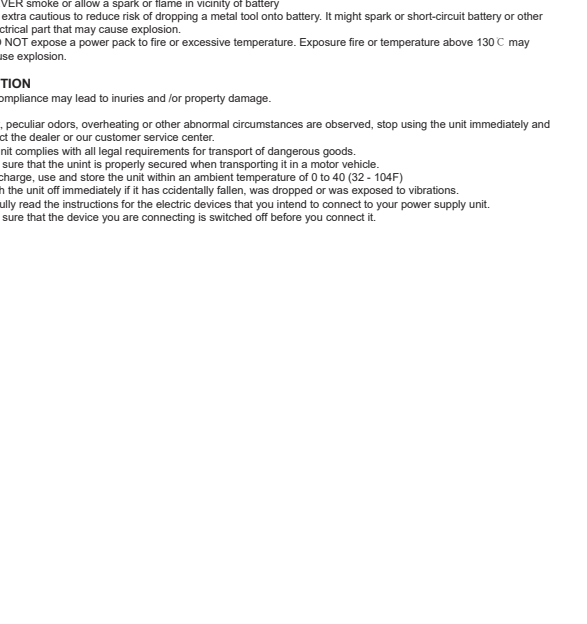 VER smoke or allow a spark or flame in vicinity of battery
extra cautious to reduce risk of dropping a metal tool onto battery. It might spark or short-circuit battery or other
ctrical part that may cause explosion.
NOT expose a power pack to fire or excessive temperature. Exposure fire or temperature above 130℃ may
use explosion.
TION
ompliance may lead to inuries and /or property damage.
, peculiar odors, overheating or other abnormal circumstances are observed, stop using the unit immediately and
ct the dealer or our customer service center.
nit complies with all legal requirements for transport of dangerous goods.
sure that the unint is properly secured when transporting it in a motor vehicle.
charge, use and store the unit within an ambient temperature of 0 to 40 (32 - 104F)
h the unit off immediately if it has ccidentally fallen, was dropped or was exposed to vibrations.
ully read the instructions for the electric devices that you intend to connect to your power supply unit.
sure that the device you are connecting is switched off before you connect it.